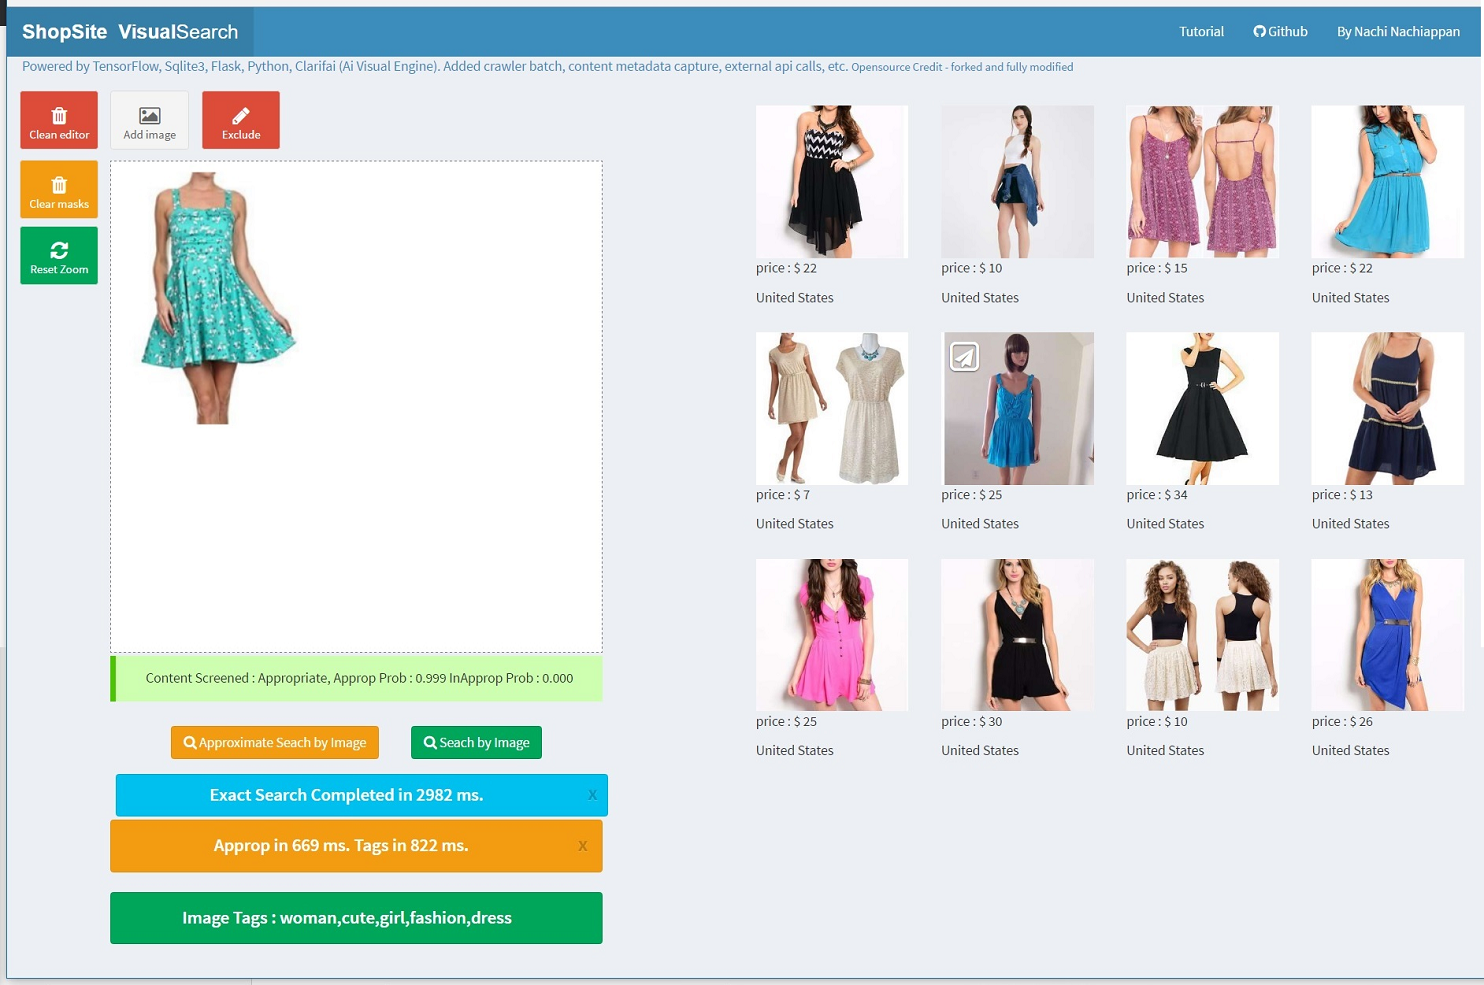 ShopSite VisualSearch
Tutorial
Github
By Nachi Nachiappan
Powered by TensorFlow, Sqlite3, Flask, Python, Clarifai (Ai Visual Engine). Added crawler batch, content metadata capture, external api calls, etc. Opensource Credit - forked and fully modified
Clean editor
Add image
Exclude
Clear masks
Reset Zoom
Content Screened : Appropriate, Approp Prob : 0.999 InApprop Prob : 0.000
Approximate Seach by Image
Seach by Image
Exact Search Completed in 2982 ms.
x
Approp in 669 ms. Tags in 822 ms.
x
Image Tags : woman,cute,girl,fashion,dress
price : $ 22
United States
price : $ 10
United States
price : $ 15
United States
price : $ 22
United States
price : $ 7
United States
price : $ 25
United States
price : $ 34
United States
price : $ 13
United States
price : $ 25
United States
price : $ 30
United States
price : $ 10
United States
price : $ 26
United States